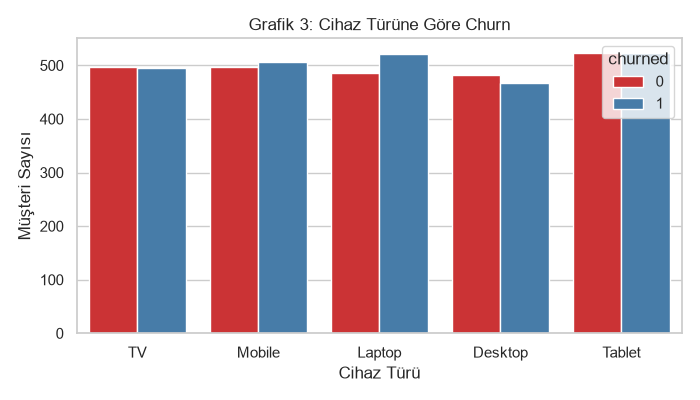 Grafik 3: Cihaz Türüne Göre Churn
churned
0
1
Müşteri Sayısı
500
400
300
200
100
0
TV Mobile Laptop Desktop Tablet
Cihaz Türü